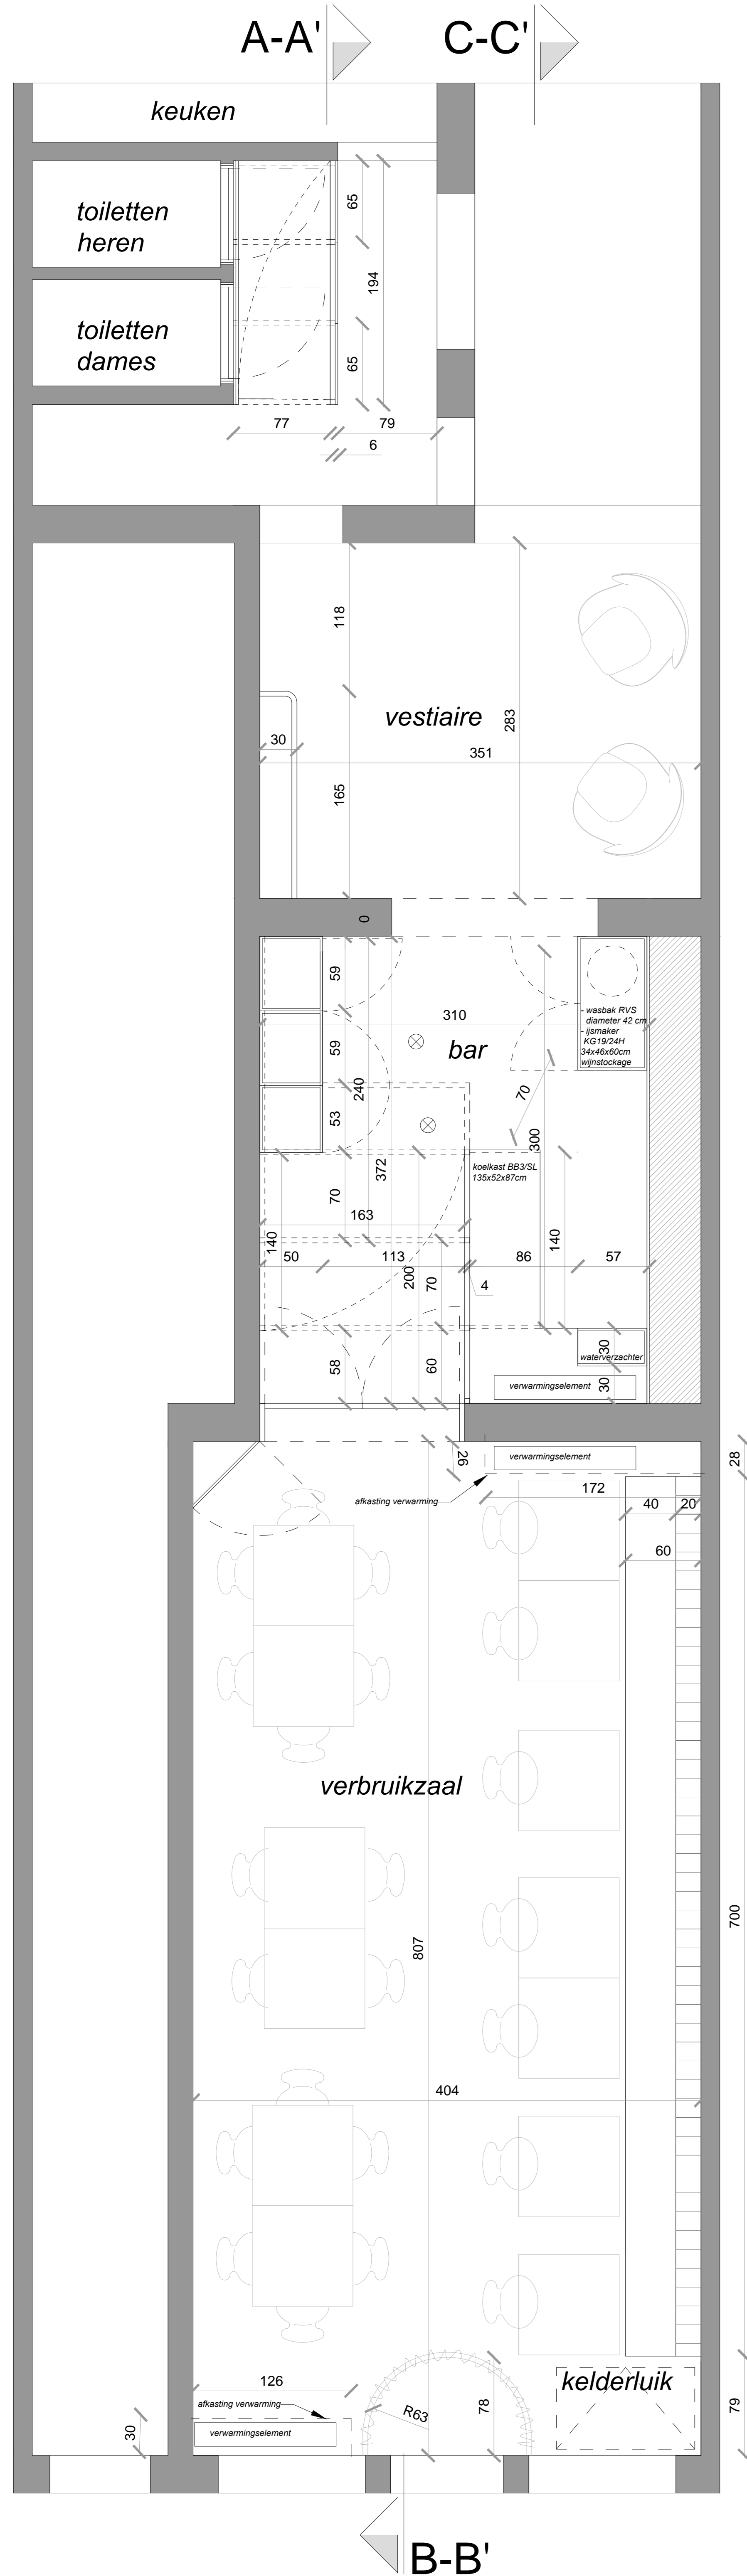 A-A'
C-C'
keuken
toiletten
heren
65
194
toiletten
dames
65
77
79
6
118
vestiaire
283
30
351
165
0
59
- wasbak RVS
diameter 42 cm
- ijsmaker
KG19/24H
34x46x60cm
wijnstockage
310
59
bar
240
70
53
300
372
koelkast BB3/SL
135x52x87cm
70
163
140
140
50
113
86
57
200
70
4
58
60
30
waterverzachter
verwarmingselement
30
26
verwarmingselement
28
172
afkasting verwarming
40
20
60
verbruikzaal
700
807
404
126
kelderluik
afkasting verwarming
R63
78
79
30
verwarmingselement
B-B'